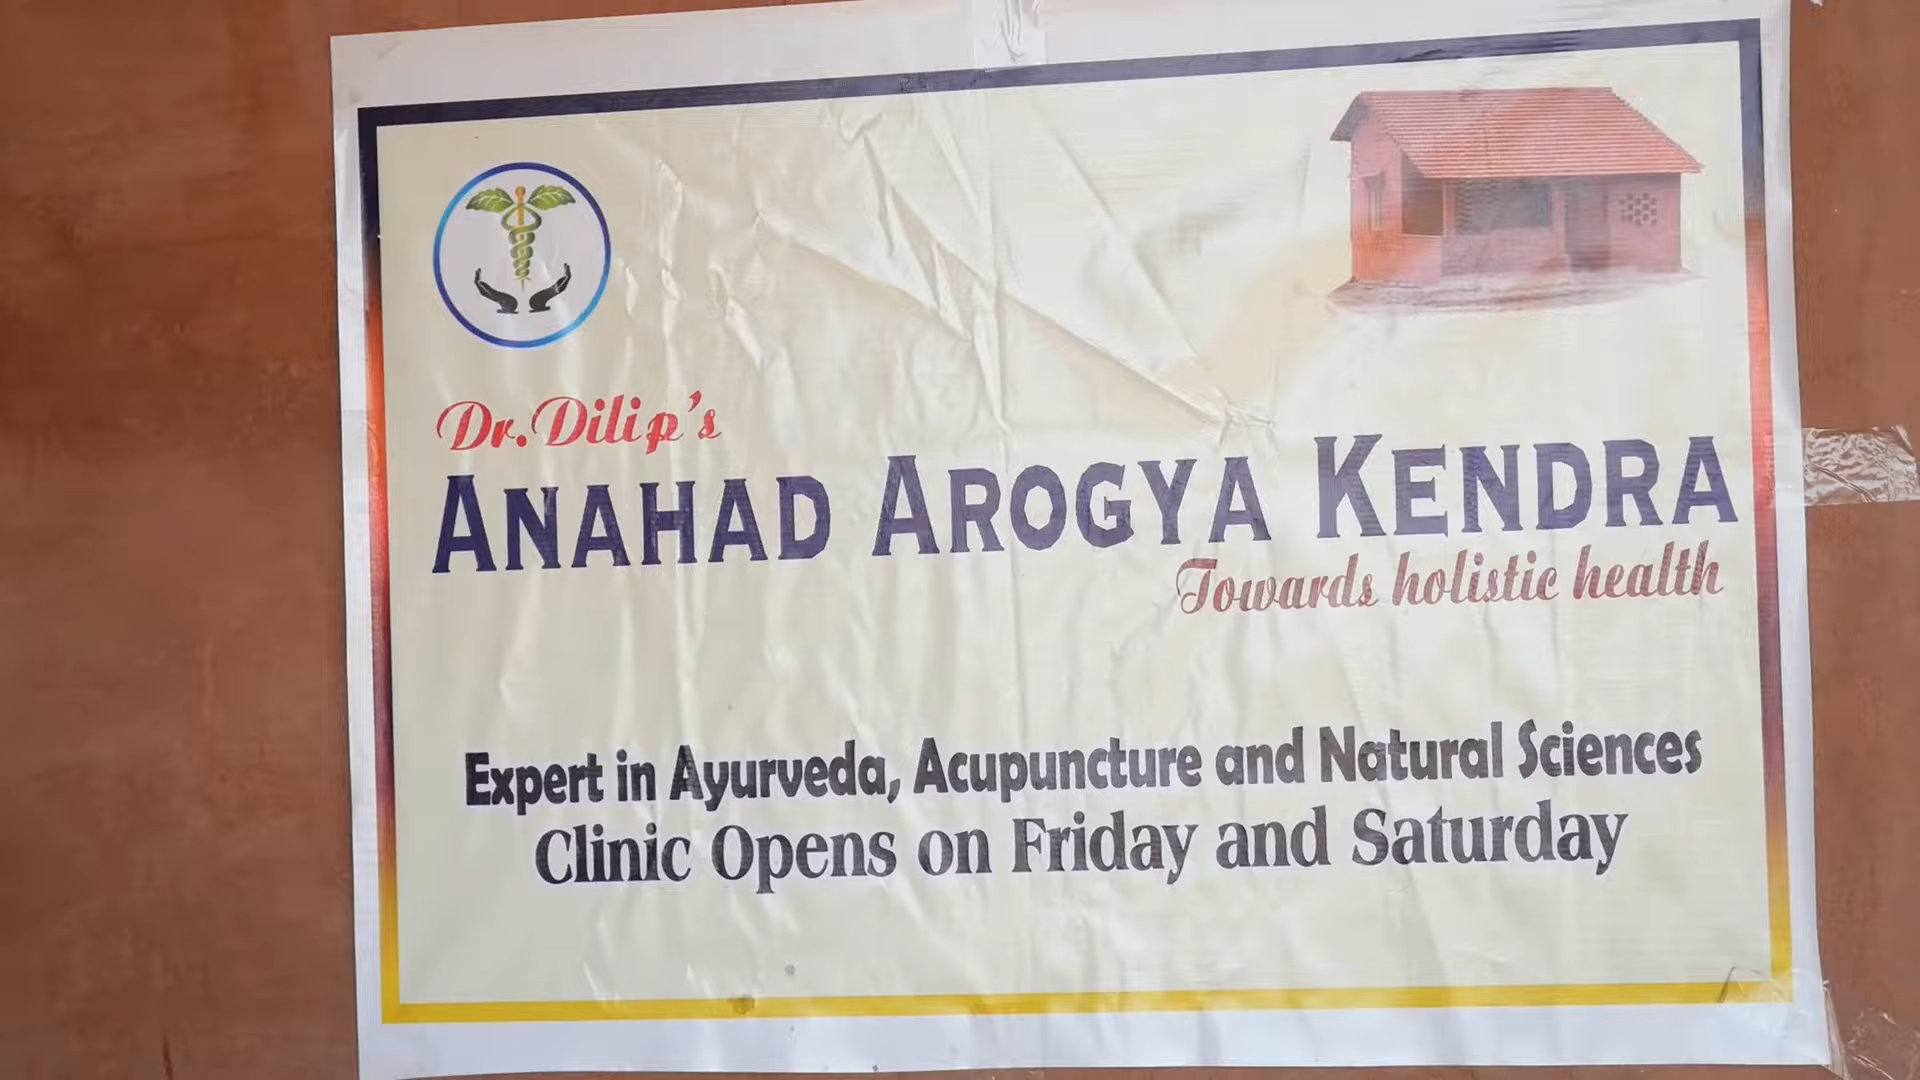 Dr.Dilip's
ANAHAD AROGYA KENDRA
Towards holistic health
Expert in Ayurveda, Acupuncture and Natural Sciences
Clinic Opens on Friday and Saturday